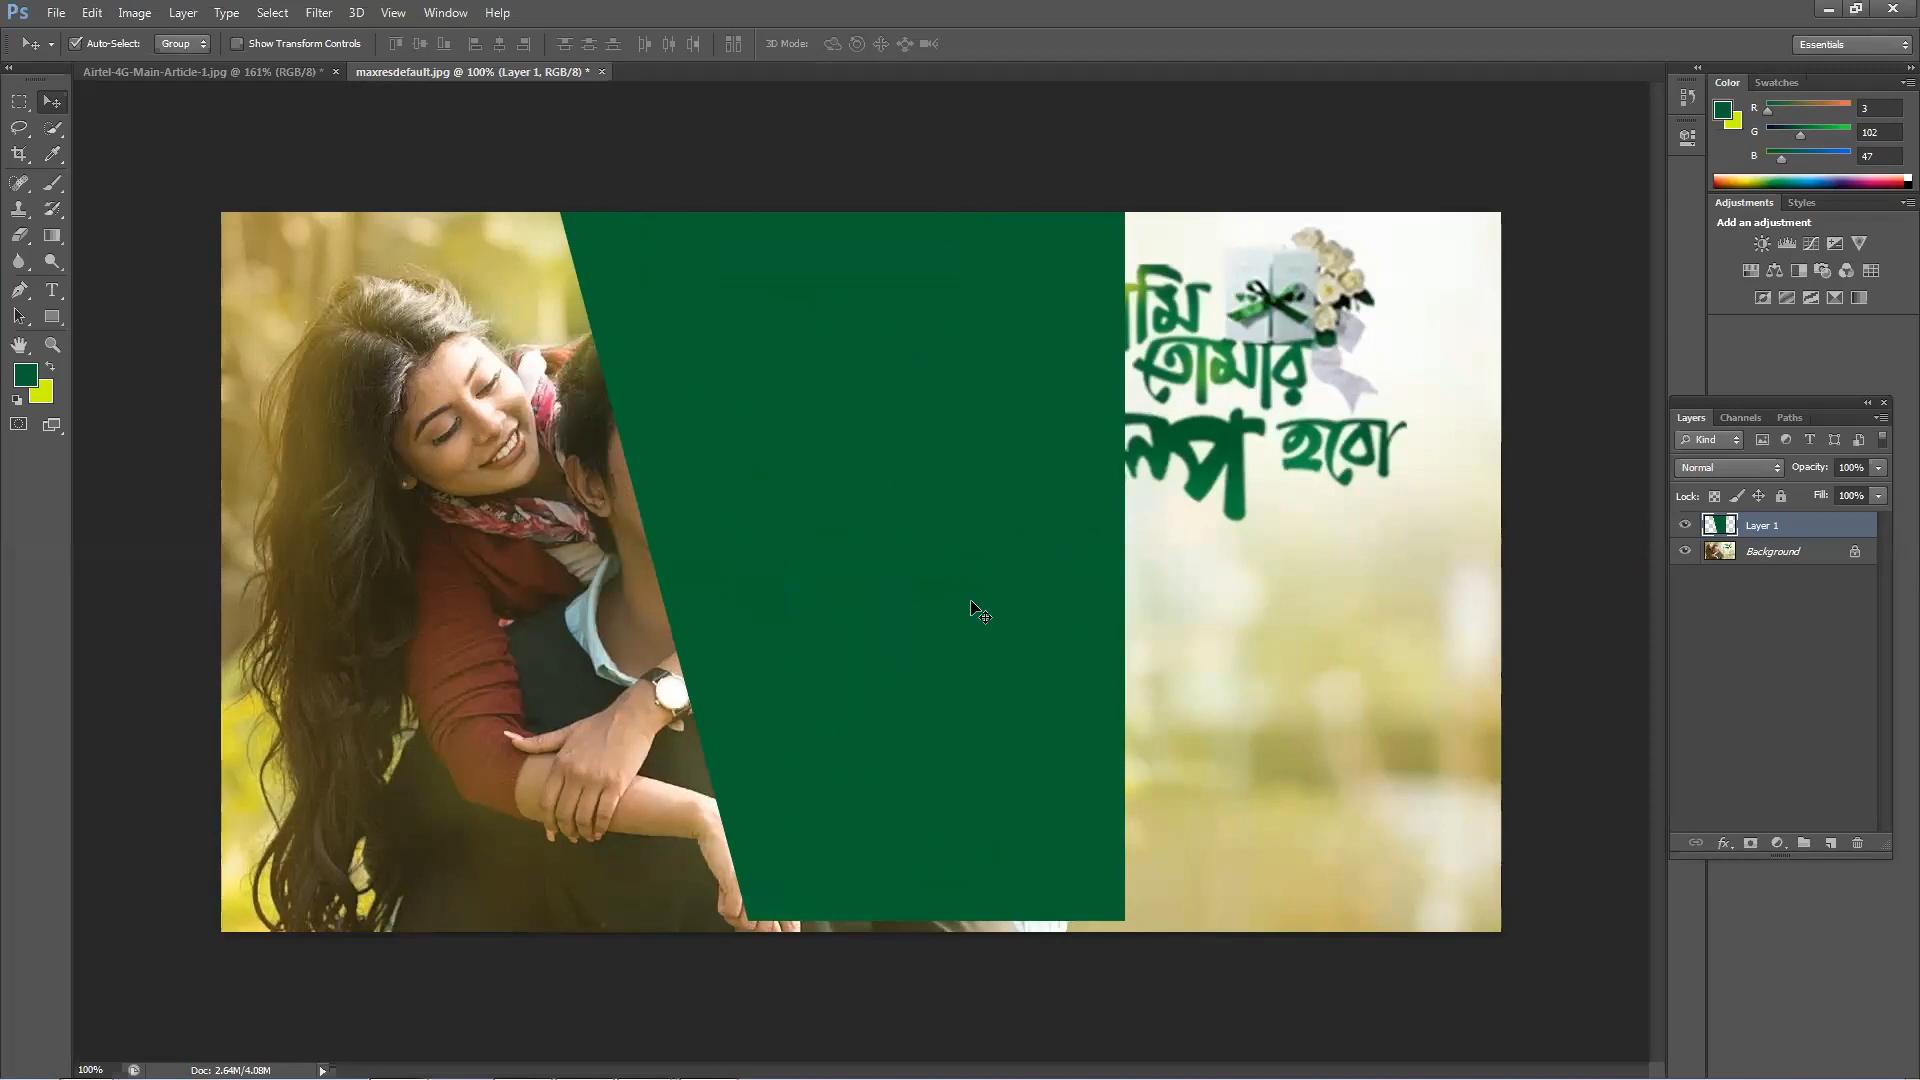 Ps File Edit Image Layer Type Select Filter 3D View Window Help
Auto-Select: Group Show Transform Controls 3D Mode: Essentials
Airtel-4G-Main-Article-1.jpg @ 161% (RGB/8) * × maxresdefault.jpg @ 100% (Layer 1, RGB/8) * ×
Color Swatches
R 3
G 102
B 47
Adjustments Styles
Add an adjustment
মি
তোমার
ল্প হবো
Layers Channels Paths
Kind
Normal Opacity: 100%
Lock: Fill: 100%
Layer 1
Background
fx
100% Doc: 2.64M/4.08M